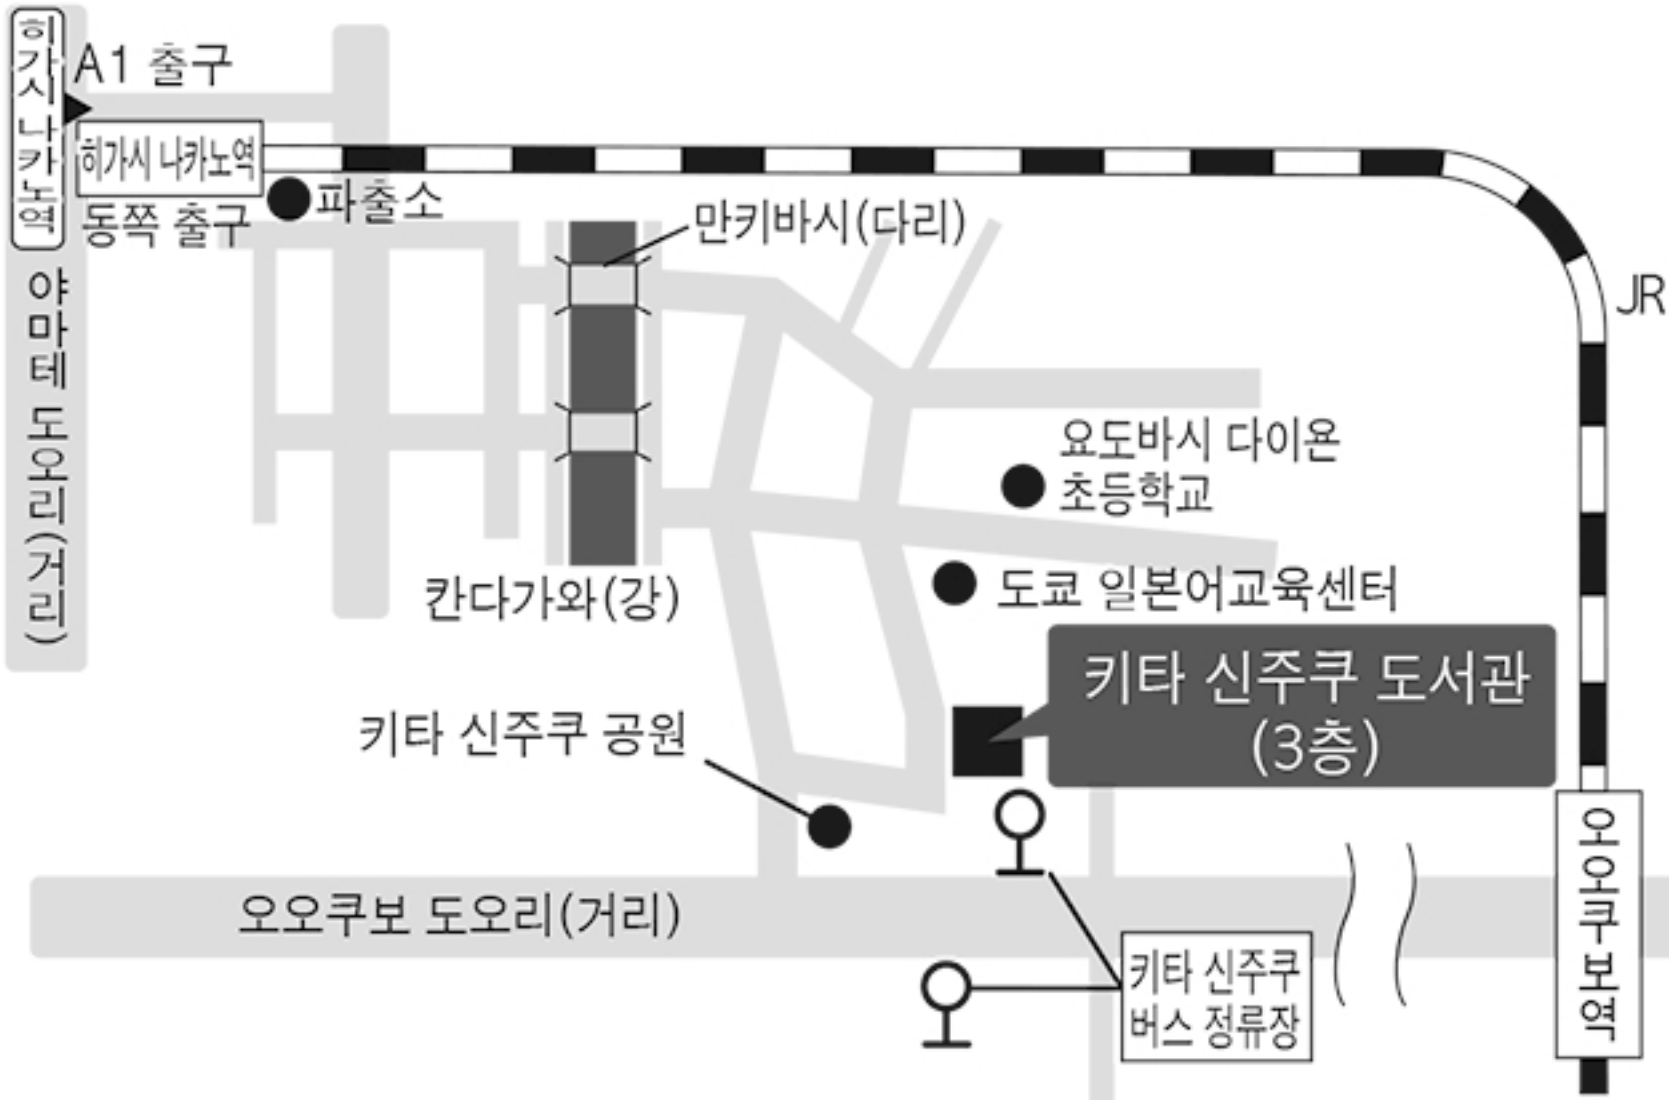 히가시 나카노역
A1 출구
히가시 나카노역
동쪽 출구
파출소
야마테 도오리(거리)
만키바시(다리)
JR
요도바시 다이욘
초등학교
도쿄 일본어교육센터
칸다가와(강)
키타 신주쿠 도서관
(3층)
키타 신주쿠 공원
오오쿠보 도오리(거리)
키타 신주쿠
버스 정류장
오오쿠보역